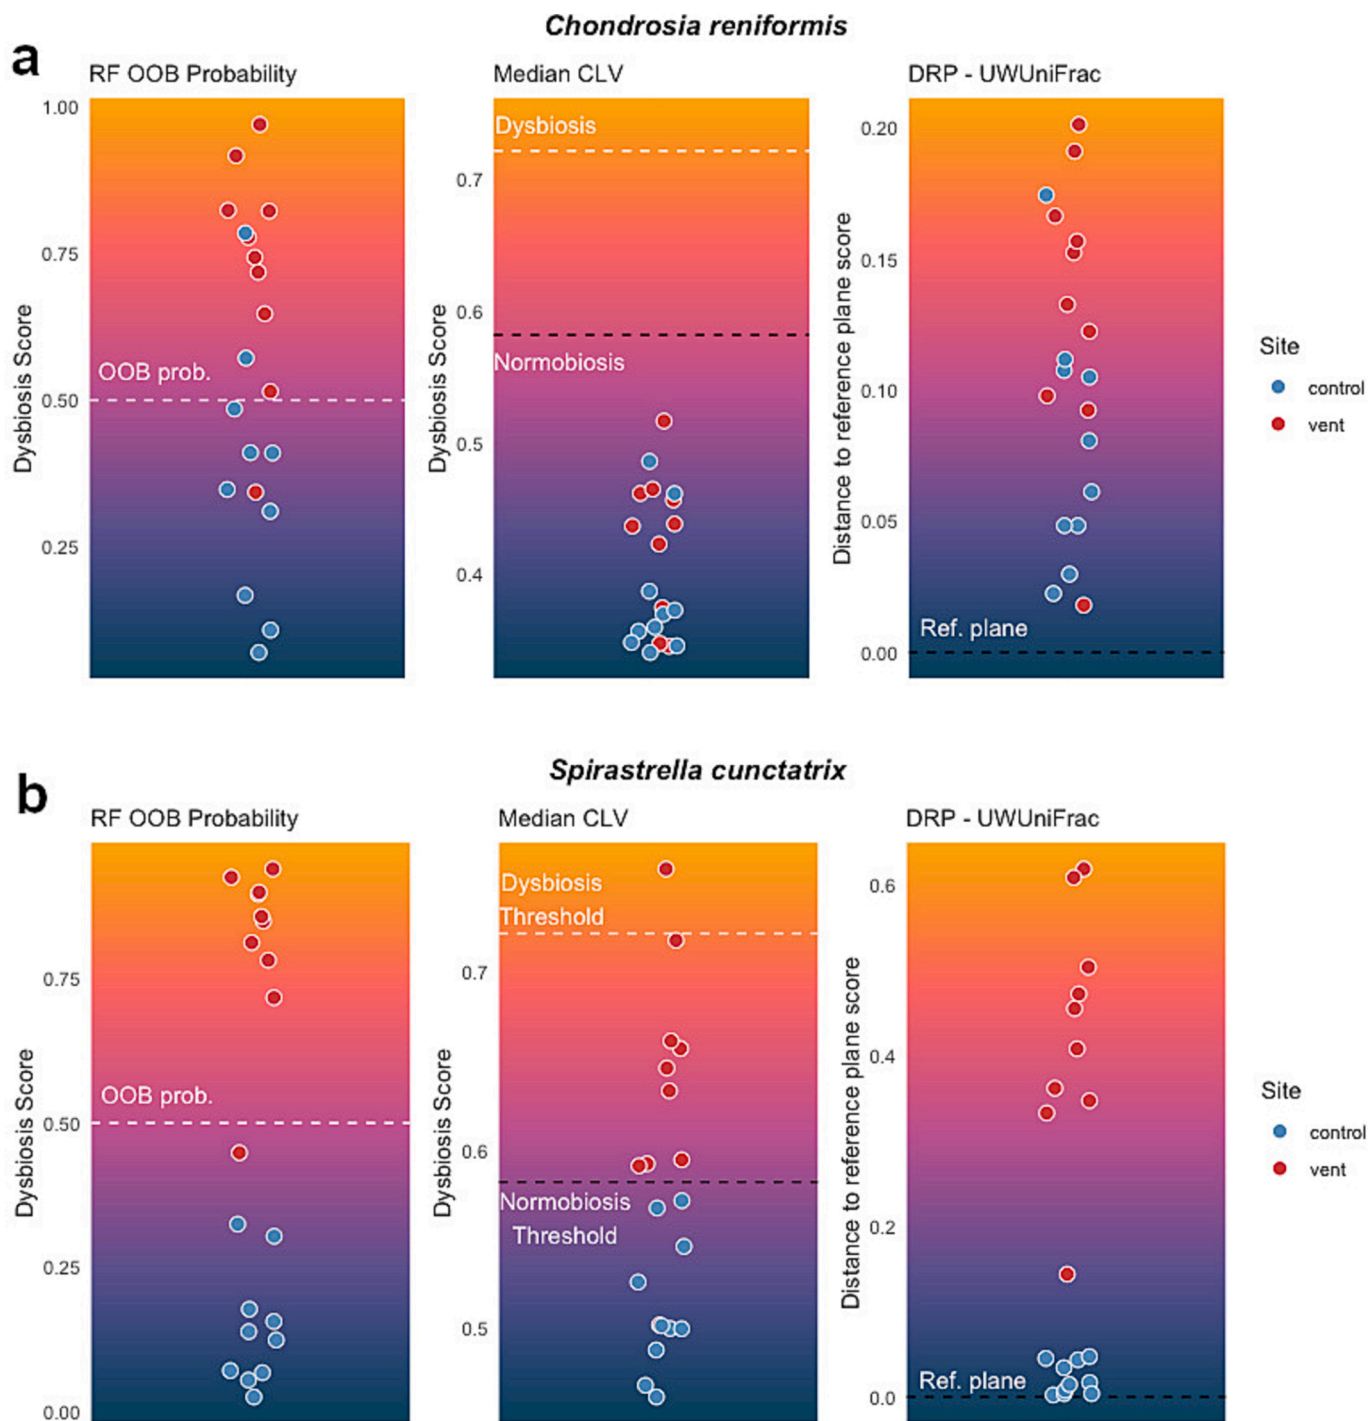 Chondrosia reniformis
a
RF OOB Probability
Median CLV
DRP - UWUniFrac
Dysbiosis Score
1.00
0.75
0.50
0.25
OOB prob.
Dysbiosis Score
0.7
0.6
0.5
0.4
Dysbiosis
Normobiosis
Distance to reference plane score
0.20
0.15
0.10
0.05
0.00
Ref. plane
Site
control
vent
Spirastrella cunctatrix
b
RF OOB Probability
Median CLV
DRP - UWUniFrac
Dysbiosis Score
0.75
0.50
0.25
0.00
OOB prob.
Dysbiosis Score
0.7
0.6
0.5
Dysbiosis
Threshold
Normobiosis
Threshold
Distance to reference plane score
0.6
0.4
0.2
0.0
Ref. plane
Site
control
vent